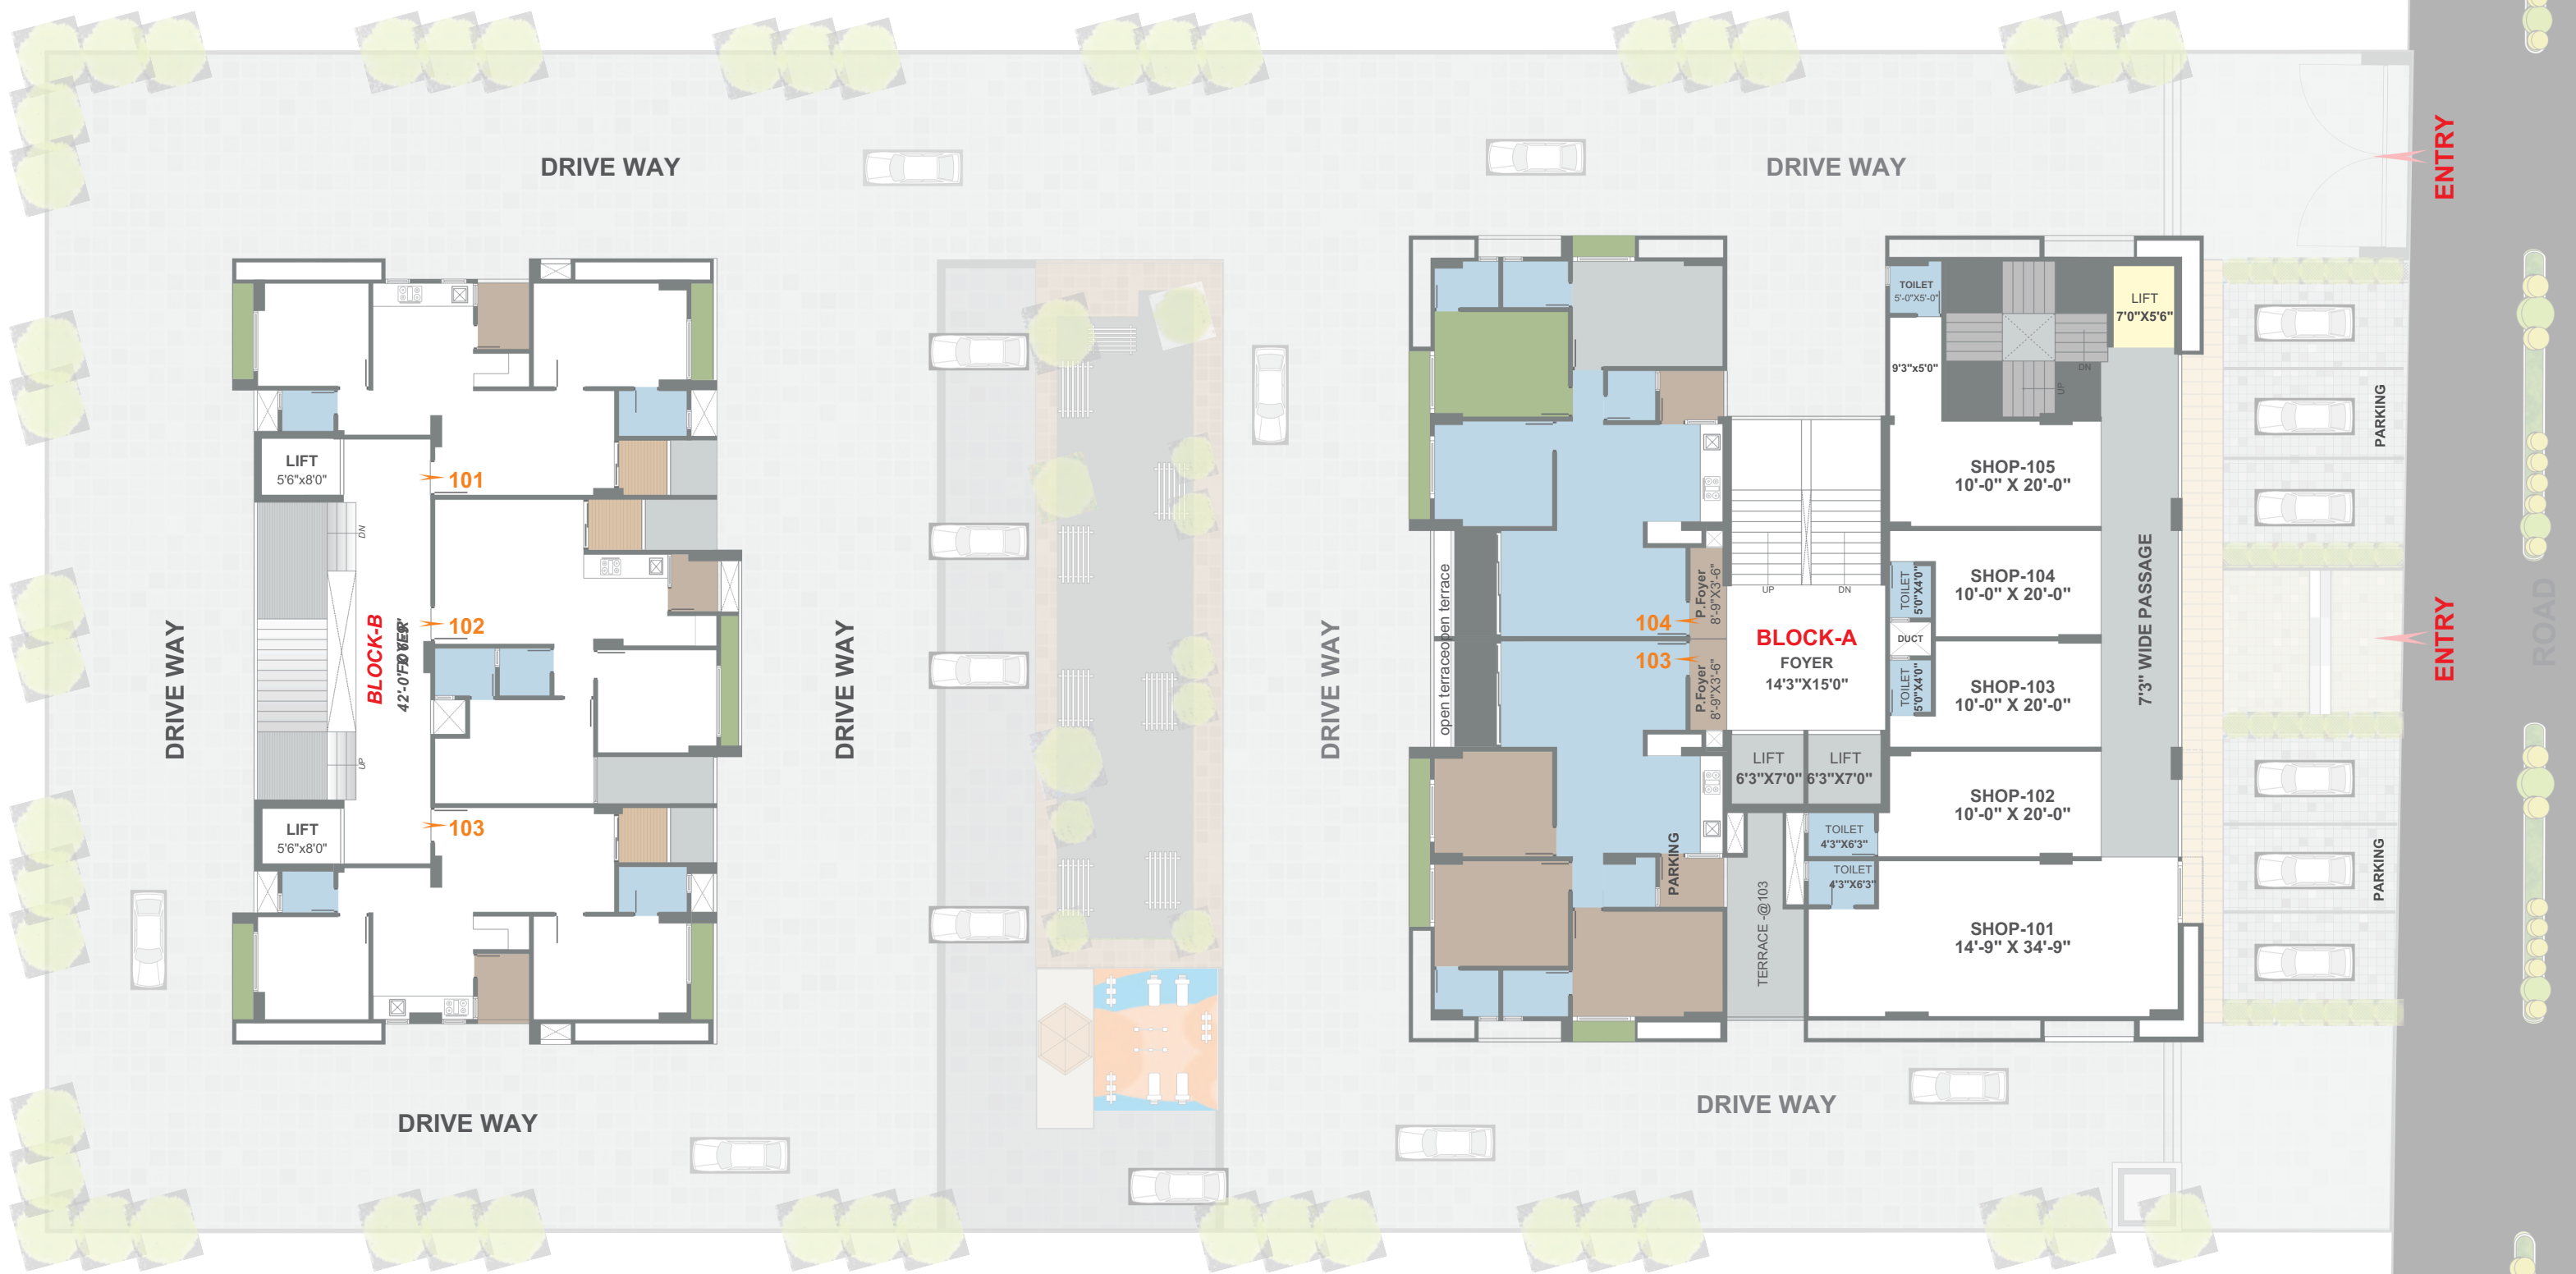 DRIVE WAY
DRIVE WAY
ENTRY
TOILET
5'-0"X5'-0"
LIFT
7'0"X5'6"
9'3"x5'0"
DN
UP
PARKING
LIFT
5'6"x8'0"
101
SHOP-105
10'-0" X 20'-0"
DN
102
BLOCK-B
DRIVE WAY
DRIVE WAY
DRIVE WAY
open terrace
open terrace
P.Foyer
8'-9"X3'-6"
104
103
P.Foyer
8'-9"X3'-6"
UP
DN
BLOCK-A
FOYER
14'3"X15'0"
TOILET
5'0"X4'0"
DUCT
TOILET
5'0"X4'0"
SHOP-104
10'-0" X 20'-0"
SHOP-103
10'-0" X 20'-0"
7'3" WIDE PASSAGE
ENTRY
ROAD
UP
LIFT
6'3"X7'0"
LIFT
6'3"X7'0"
SHOP-102
10'-0" X 20'-0"
LIFT
5'6"x8'0"
103
PARKING
TOILET
4'3"X6'3"
TOILET
4'3"X6'3"
PARKING
TERRACE -@103
SHOP-101
14'-9" X 34'-9"
DRIVE WAY
DRIVE WAY